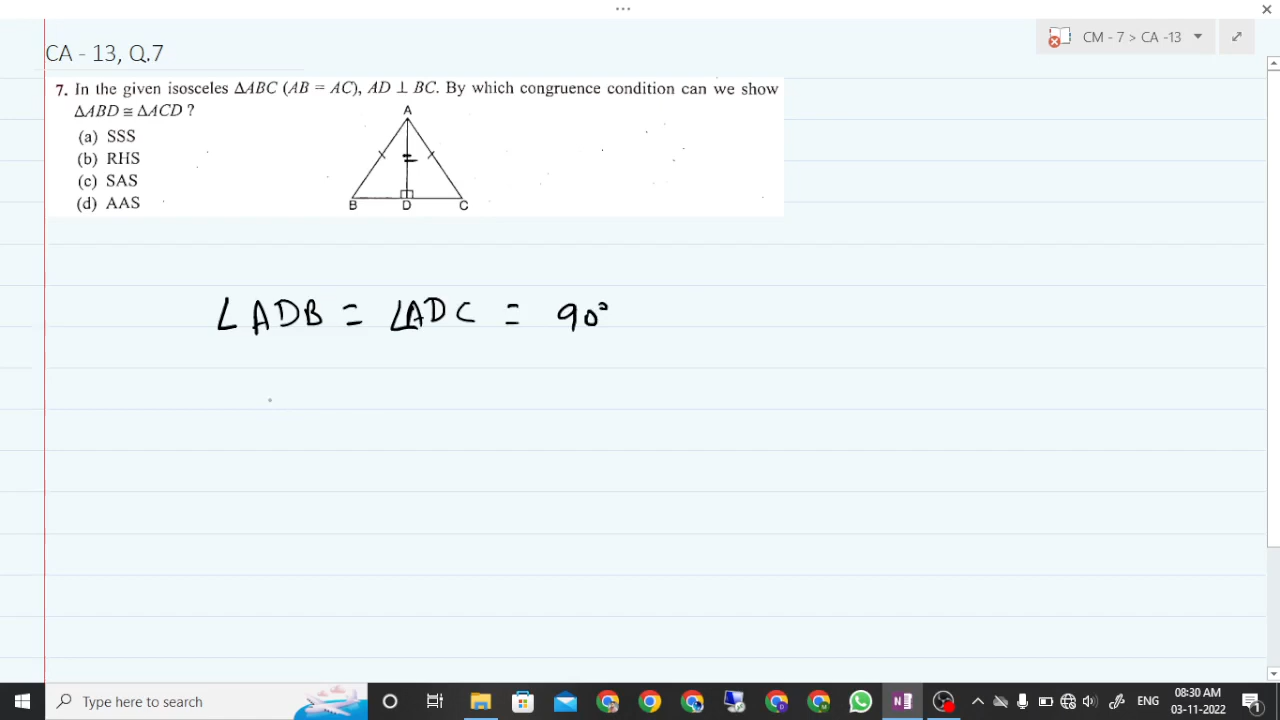 CA - 13, Q.7
CM - 7 > CA -13
7. In the given isosceles ΔABC (AB = AC), AD ⊥ BC. By which congruence condition can we show
ΔABD ≅ ΔACD ?
(a) SSS
(b) RHS
(c) SAS
(d) AAS
A
B D C
∠ADB = ∠ADC = 90°
Type here to search
ENG
08:30 AM
03-11-2022
1